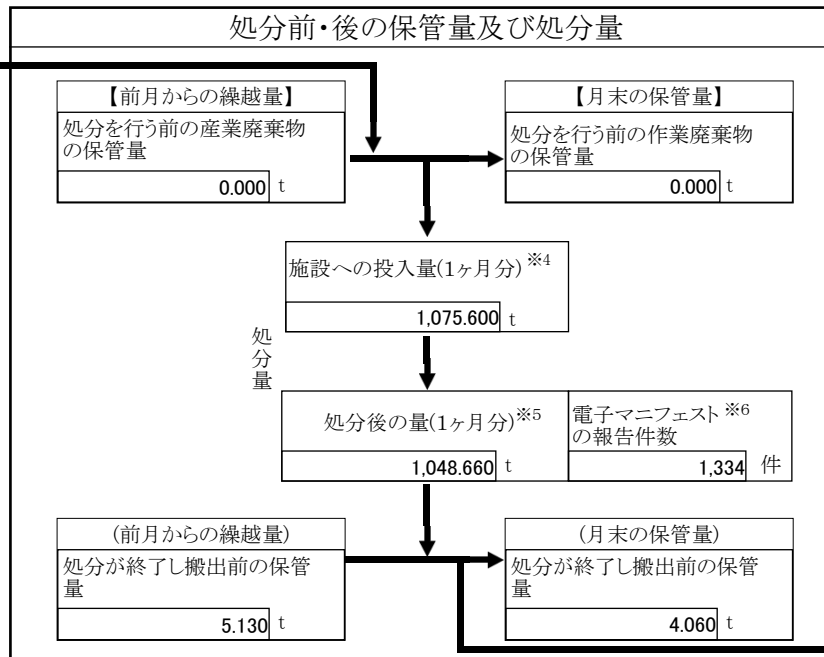 処分前・後の保管量及び処分量
【前月からの繰越量】
処分を行う前の産業廃棄物
の保管量
0.000 t
【月末の保管量】
処分を行う前の作業廃棄物
の保管量
0.000 t
施設への投入量(1ヶ月分)※4
1,075.600 t
処分量
処分後の量(1ヶ月分)※5
1,048.660 t
電子マニフェスト※6
の報告件数
1,334 件
(前月からの繰越量)
処分が終了し搬出前の保管
量
5.130 t
(月末の保管量)
処分が終了し搬出前の保管
量
4.060 t